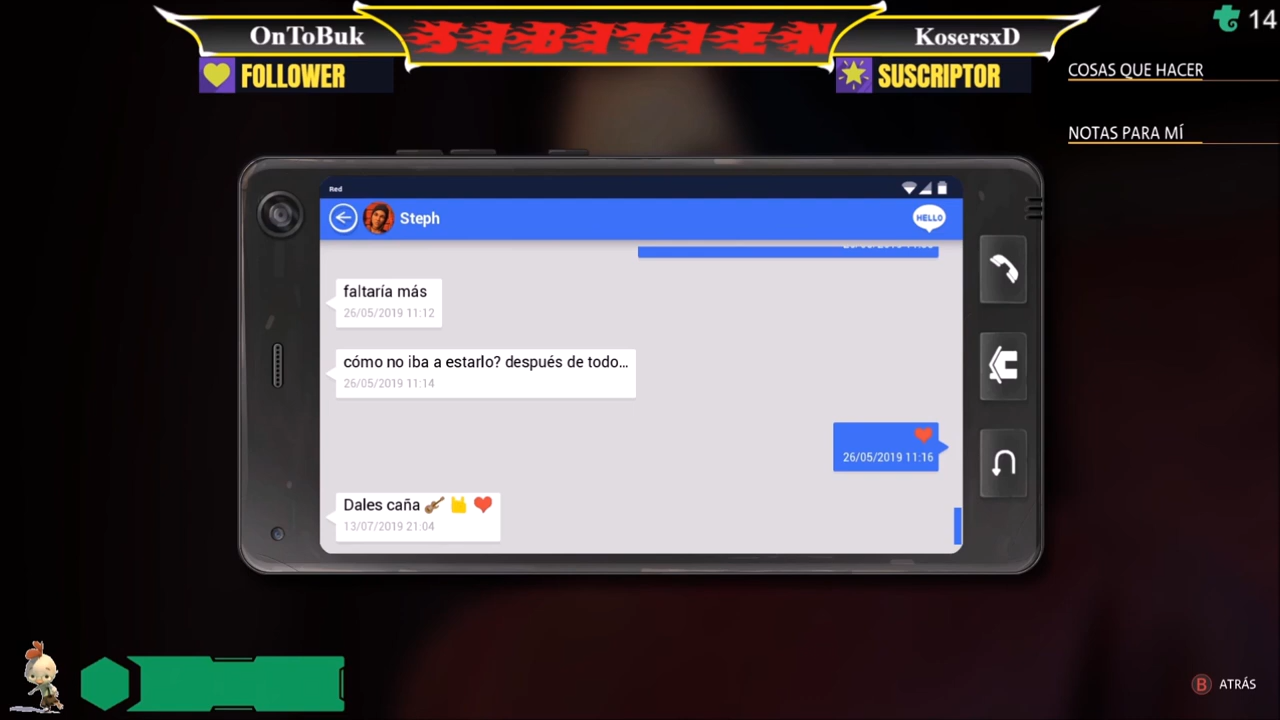 OnToBuk
SIBITIEN
KosersxD
14
FOLLOWER
SUSCRIPTOR
COSAS QUE HACER
NOTAS PARA MÍ
Red
Steph
HELLO
faltaría más
26/05/2019 11:12
cómo no iba a estarlo? después de todo...
26/05/2019 11:14
26/05/2019 11:16
Dales caña
13/07/2019 21:04
B ATRÁS